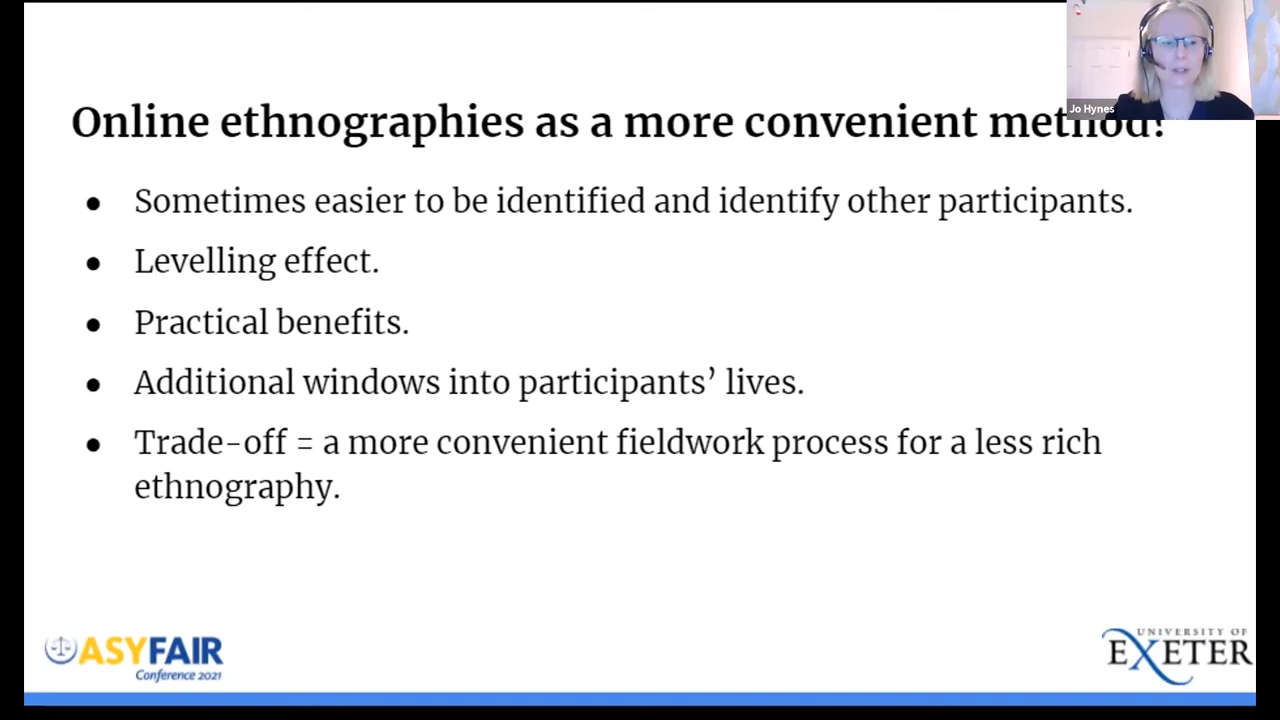 Jo Hynes
Online ethnographies as a more convenient method?
• Sometimes easier to be identified and identify other participants.
• Levelling effect.
• Practical benefits.
• Additional windows into participants’ lives.
• Trade-off = a more convenient fieldwork process for a less rich
ethnography.
ASYFAIR
Conference 2021
UNIVERSITY OF
EXETER